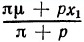 πμ + px₁
π + p